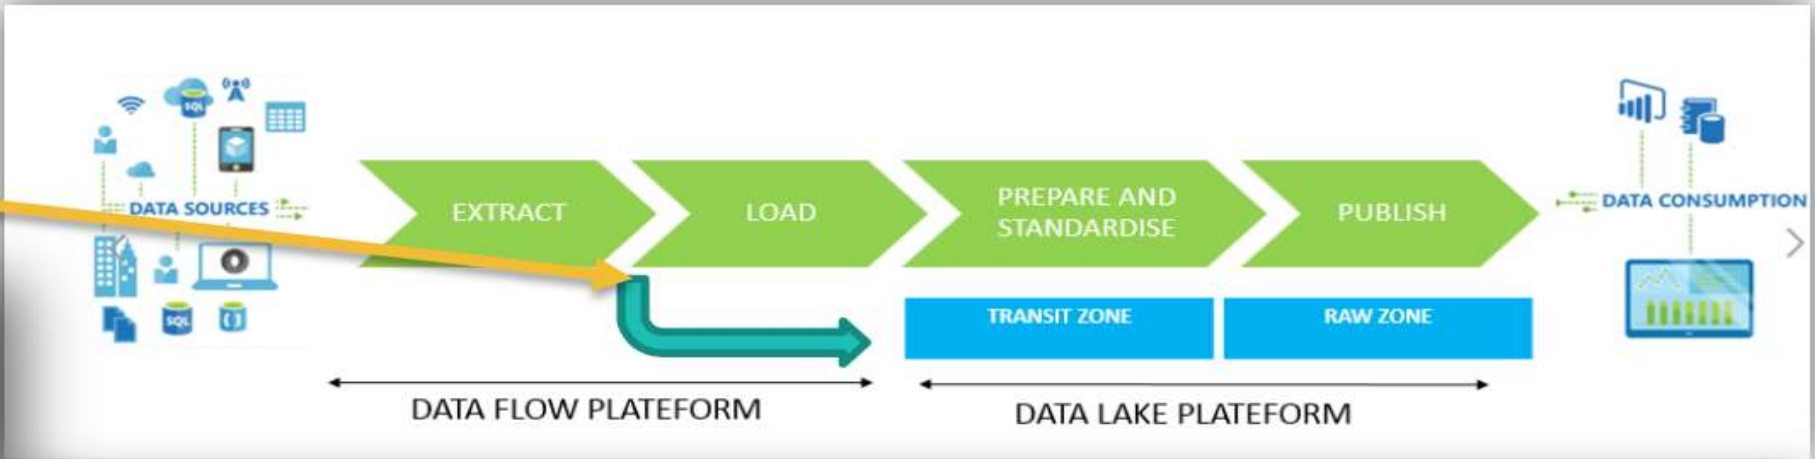 SQL
DATA SOURCES
SQL
EXTRACT
LOAD
PREPARE AND
STANDARDISE
PUBLISH
DATA CONSUMPTION
TRANSIT ZONE
RAW ZONE
DATA FLOW PLATEFORM
DATA LAKE PLATEFORM